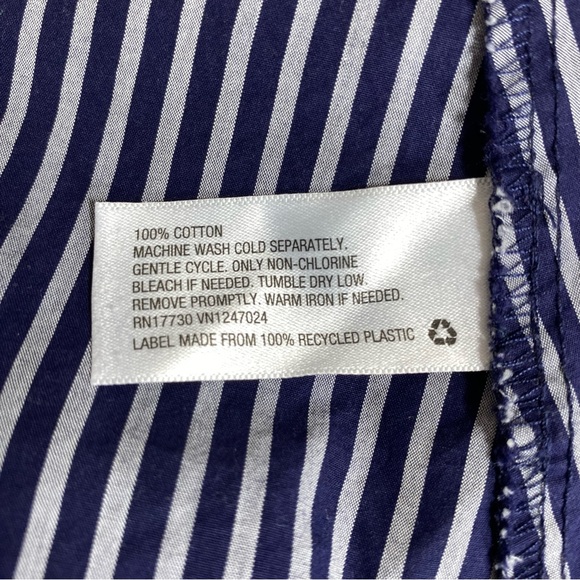 100% COTTON
MACHINE WASH COLD SEPARATELY.
GENTLE CYCLE. ONLY NON-CHLORINE
BLEACH IF NEEDED. TUMBLE DRY LOW.
REMOVE PROMPTLY. WARM IRON IF NEEDED.
RN17730 VN1247024
LABEL MADE FROM 100% RECYCLED PLASTIC